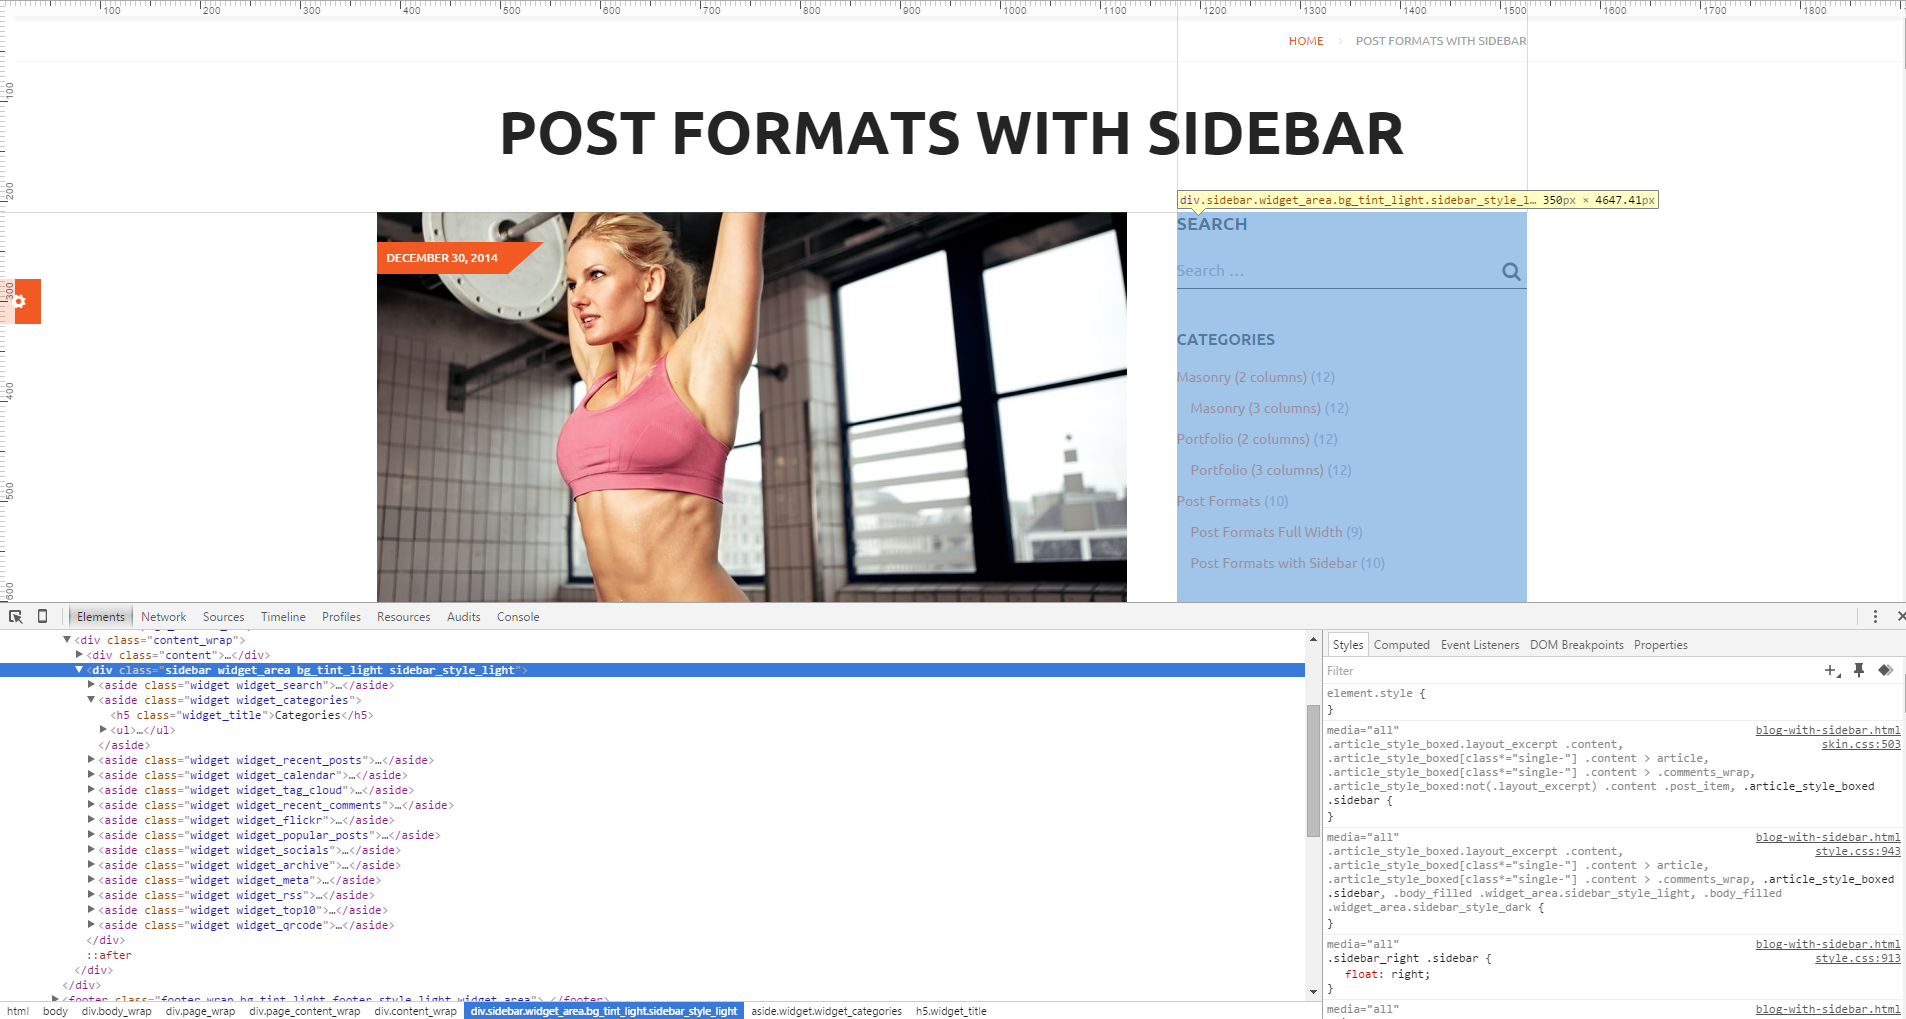 100 200 300 400 500 600 700 800 900 1000 1100 1200 1300 1400 1500 1600 1700 1800
HOME POST FORMATS WITH SIDEBAR
100
POST FORMATS WITH SIDEBAR
200
div.sidebar.widget_area.bg_tint_light.sidebar_style_l... 350px × 4647.41px
SEARCH
DECEMBER 30, 2014
Search ...
300
CATEGORIES
Masonry (2 columns) (12)
400
Masonry (3 columns) (12)
Portfolio (2 columns) (12)
Portfolio (3 columns) (12)
500
Post Formats (10)
Post Formats Full Width (9)
Post Formats with Sidebar (10)
600
Elements Network Sources Timeline Profiles Resources Audits Console
<div class="content_wrap">
<div class="content">…</div>
<div class="sidebar widget_area bg_tint_light sidebar_style_light">
<aside class="widget widget_search">…</aside>
<aside class="widget widget_categories">
<h5 class="widget_title">Categories</h5>
<ul>…</ul>
</aside>
<aside class="widget widget_recent_posts">…</aside>
<aside class="widget widget_calendar">…</aside>
<aside class="widget widget_tag_cloud">…</aside>
<aside class="widget widget_recent_comments">…</aside>
<aside class="widget widget_flickr">…</aside>
<aside class="widget widget_popular_posts">…</aside>
<aside class="widget widget_socials">…</aside>
<aside class="widget widget_archive">…</aside>
<aside class="widget widget_meta">…</aside>
<aside class="widget widget_rss">…</aside>
<aside class="widget widget_top10">…</aside>
<aside class="widget widget_qrcode">…</aside>
</div>
::after
</div>
</div>
<footer class="footer_wrap bg_tint_light footer_style_light widget_area">…</footer>
html body div.body_wrap div.page_wrap div.page_content_wrap div.content_wrap div.sidebar.widget_area.bg_tint_light.sidebar_style_light aside.widget.widget_categories h5.widget_title
Styles Computed Event Listeners DOM Breakpoints Properties
Filter
element.style {
}
media="all" blog-with-sidebar.html
.article_style_boxed.layout_excerpt .content, skin.css:503
.article_style_boxed[class*="single-"] .content > article,
.article_style_boxed[class*="single-"] .content > .comments_wrap,
.article_style_boxed:not(.layout_excerpt) .content .post_item, .article_style_boxed
.sidebar {
}
media="all" blog-with-sidebar.html
.article_style_boxed.layout_excerpt .content, style.css:943
.article_style_boxed[class*="single-"] .content > article,
.article_style_boxed[class*="single-"] .content > .comments_wrap, .article_style_boxed
.sidebar, .body_filled .widget_area.sidebar_style_light, .body_filled
.widget_area.sidebar_style_dark {
}
media="all" blog-with-sidebar.html
.sidebar_right .sidebar { style.css:913
float: right;
}
media="all" blog-with-sidebar.html